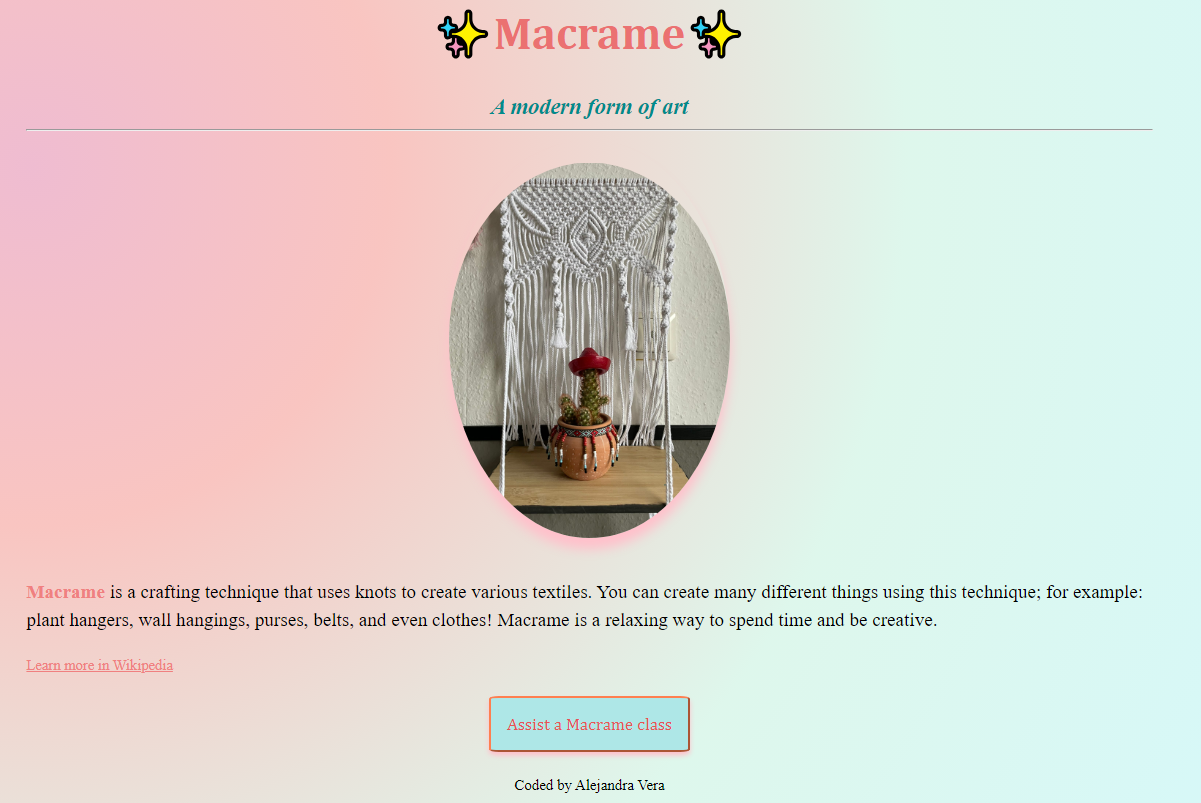 ✨Macrame✨
A modern form of art
Macrame is a crafting technique that uses knots to create various textiles. You can create many different things using this technique; for example:
plant hangers, wall hangings, purses, belts, and even clothes! Macrame is a relaxing way to spend time and be creative.
Learn more in Wikipedia
Assist a Macrame class
Coded by Alejandra Vera